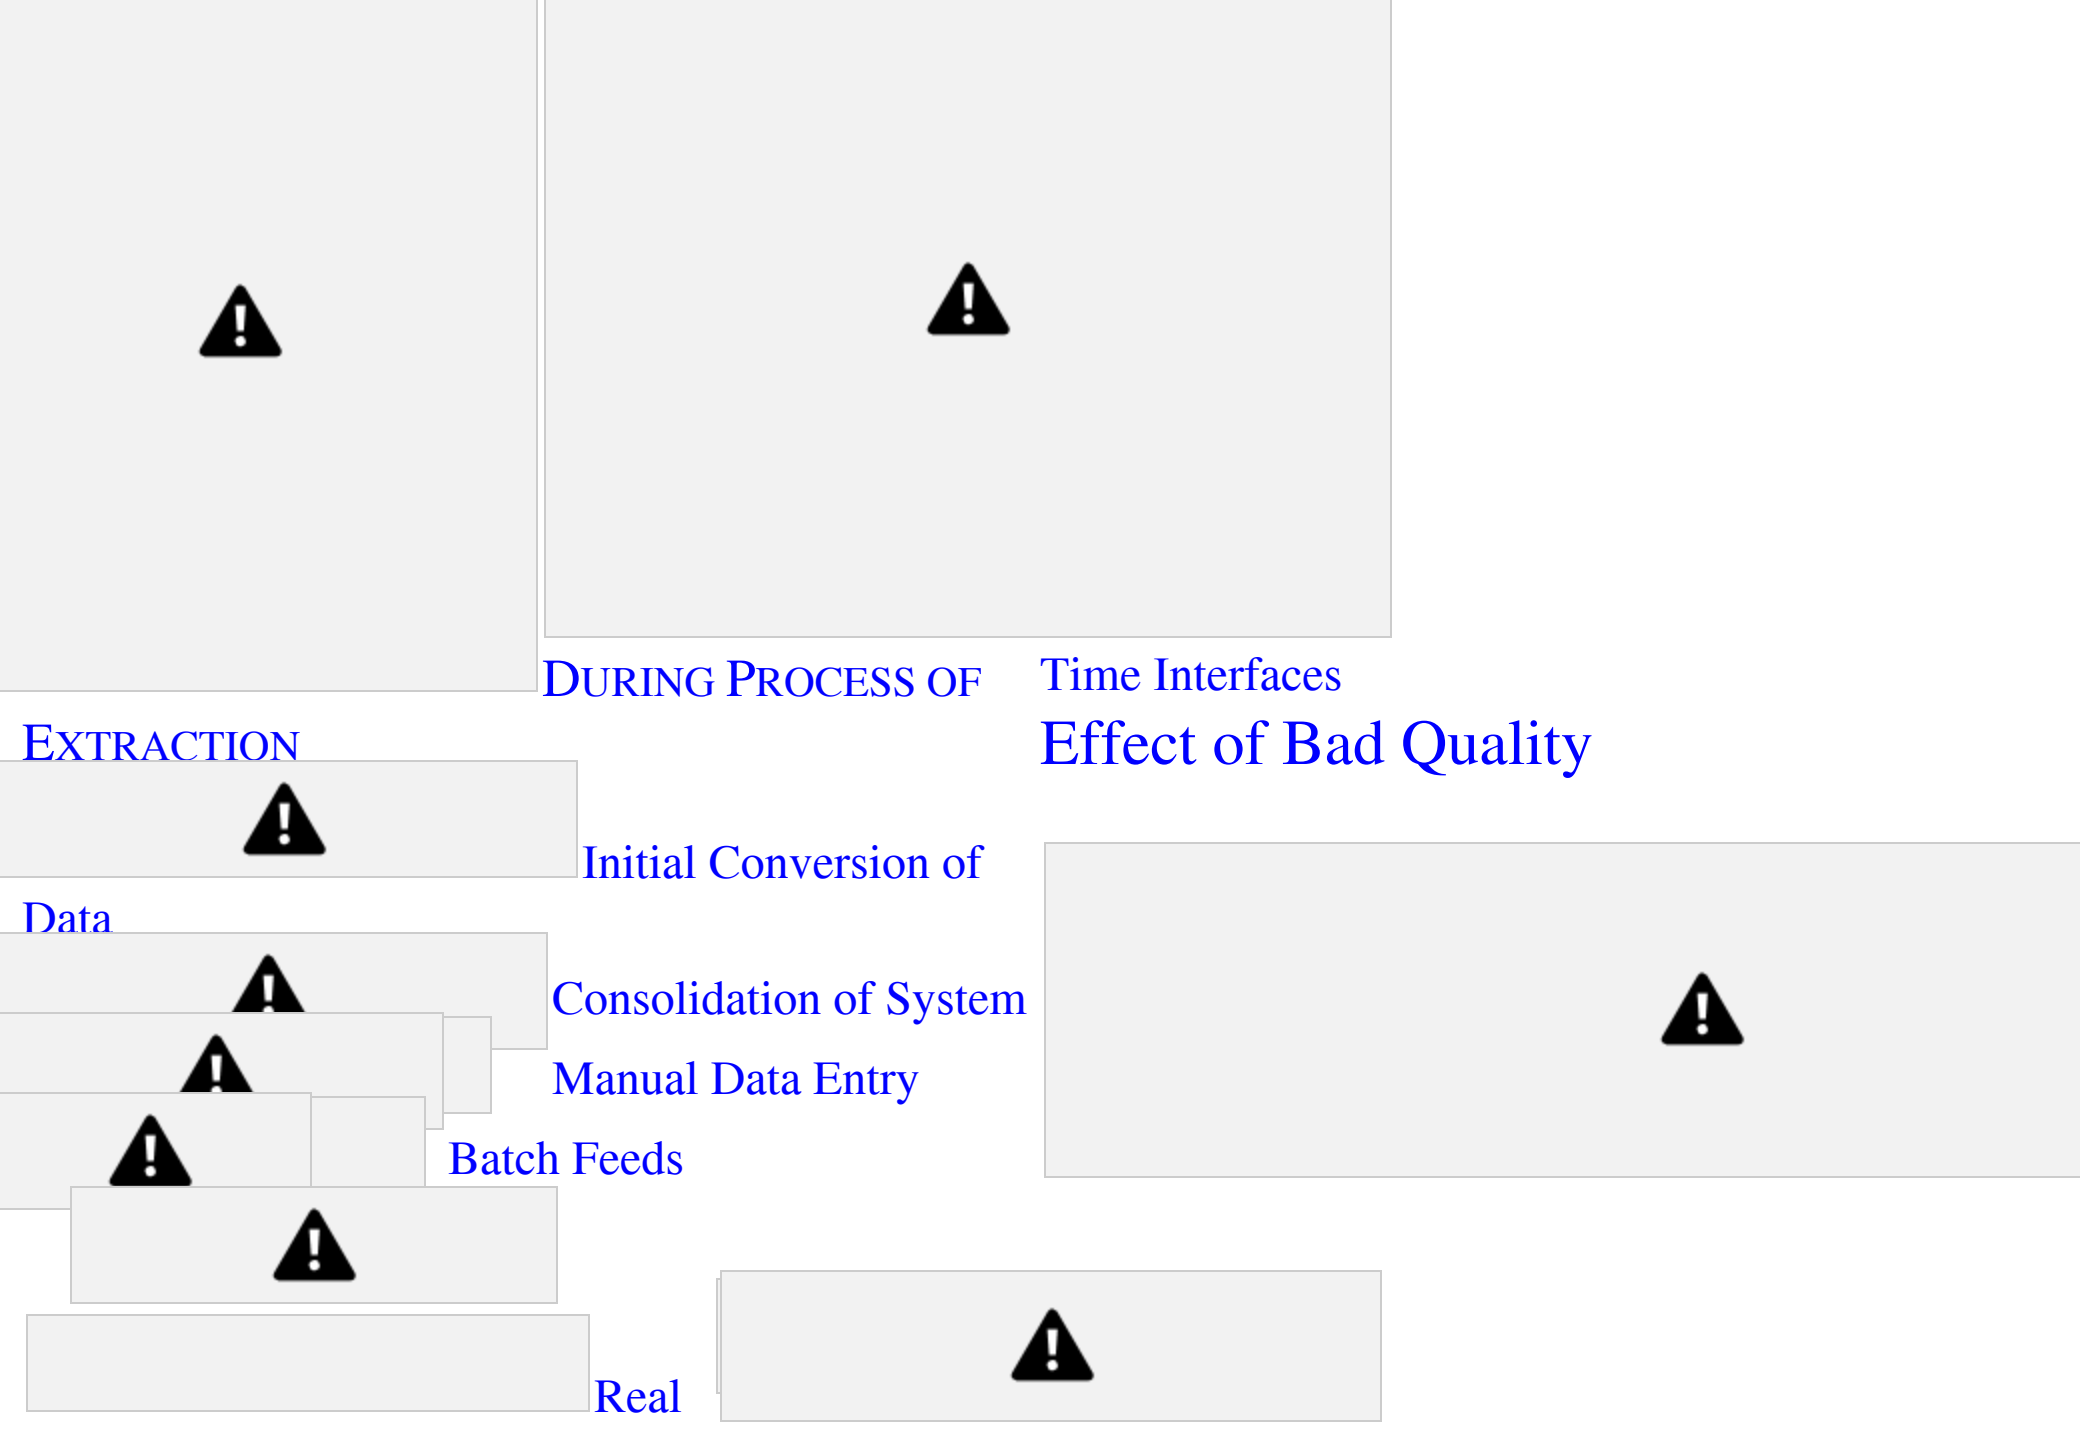 DURING PROCESS OF
EXTRACTION
Initial Conversion of
Data
Consolidation of System
Manual Data Entry
Batch Feeds
Real
Time Interfaces
Effect of Bad Quality